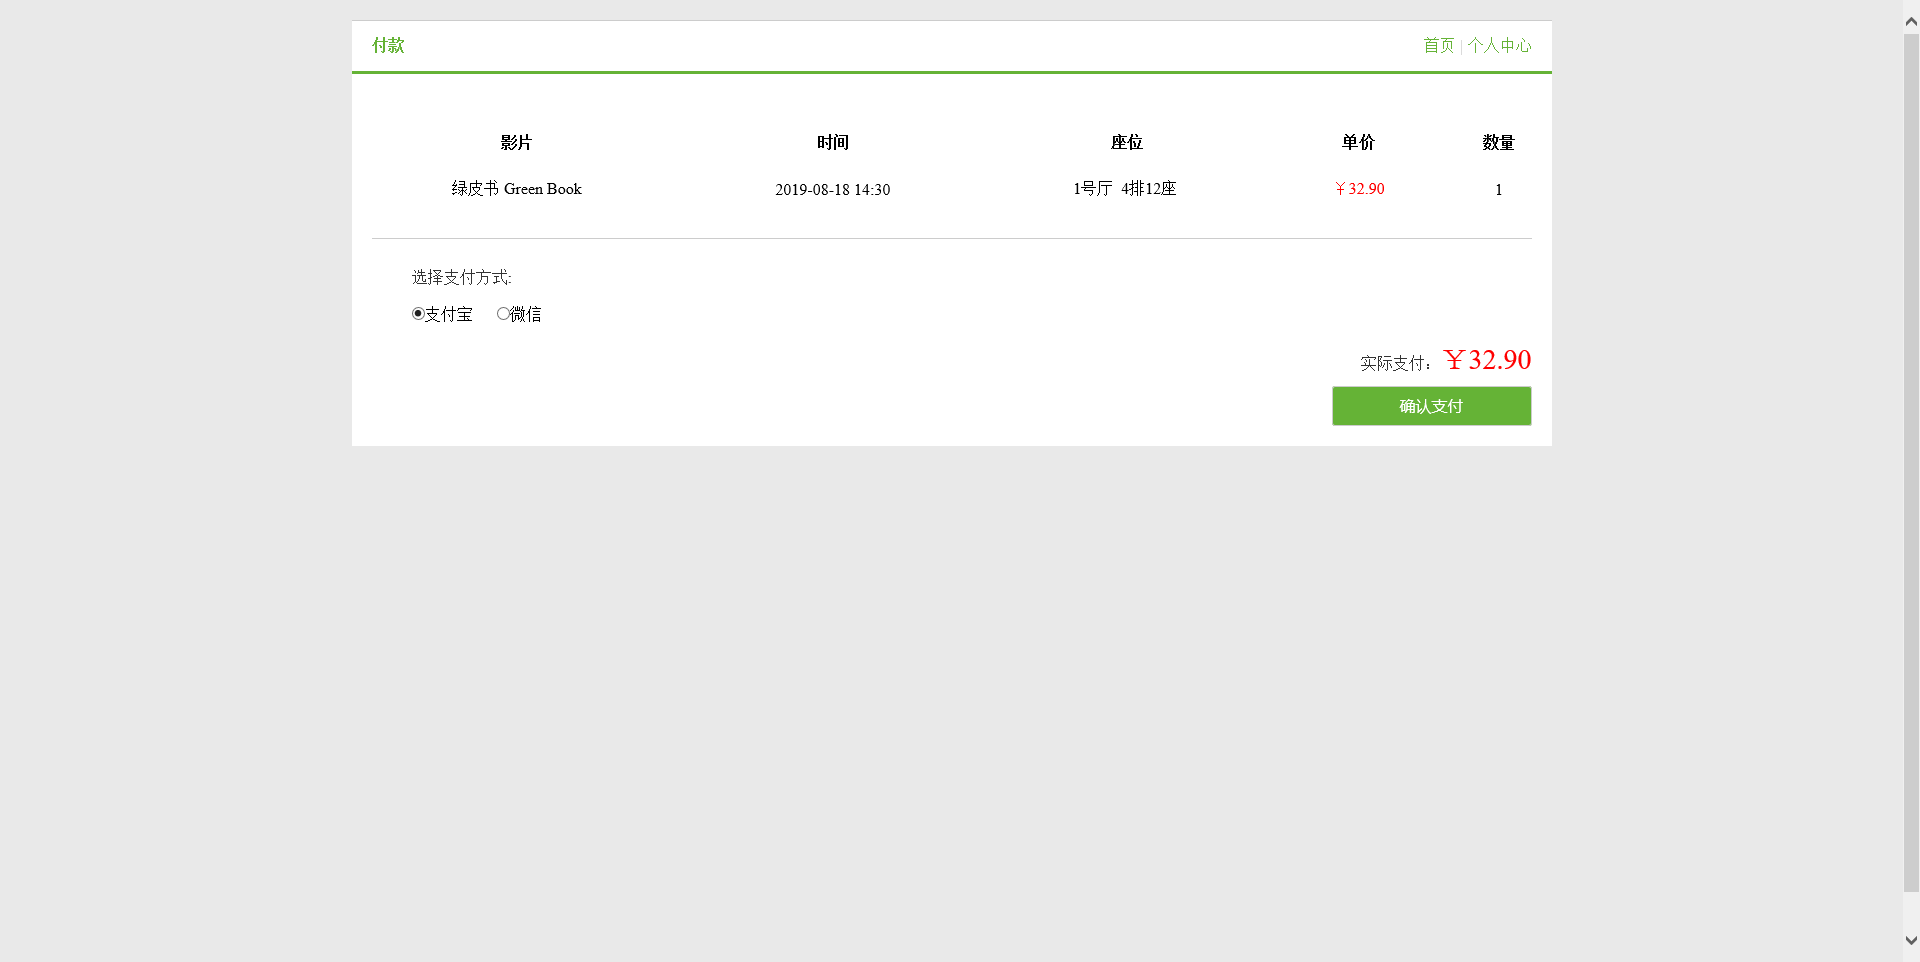 付款 首页 | 个人中心
影片 时间 座位 单价 数量
绿皮书 Green Book 2019-08-18 14:30 1号厅 4排12座 ￥32.90 1
选择支付方式:
支付宝 微信
实际支付：￥32.90
确认支付